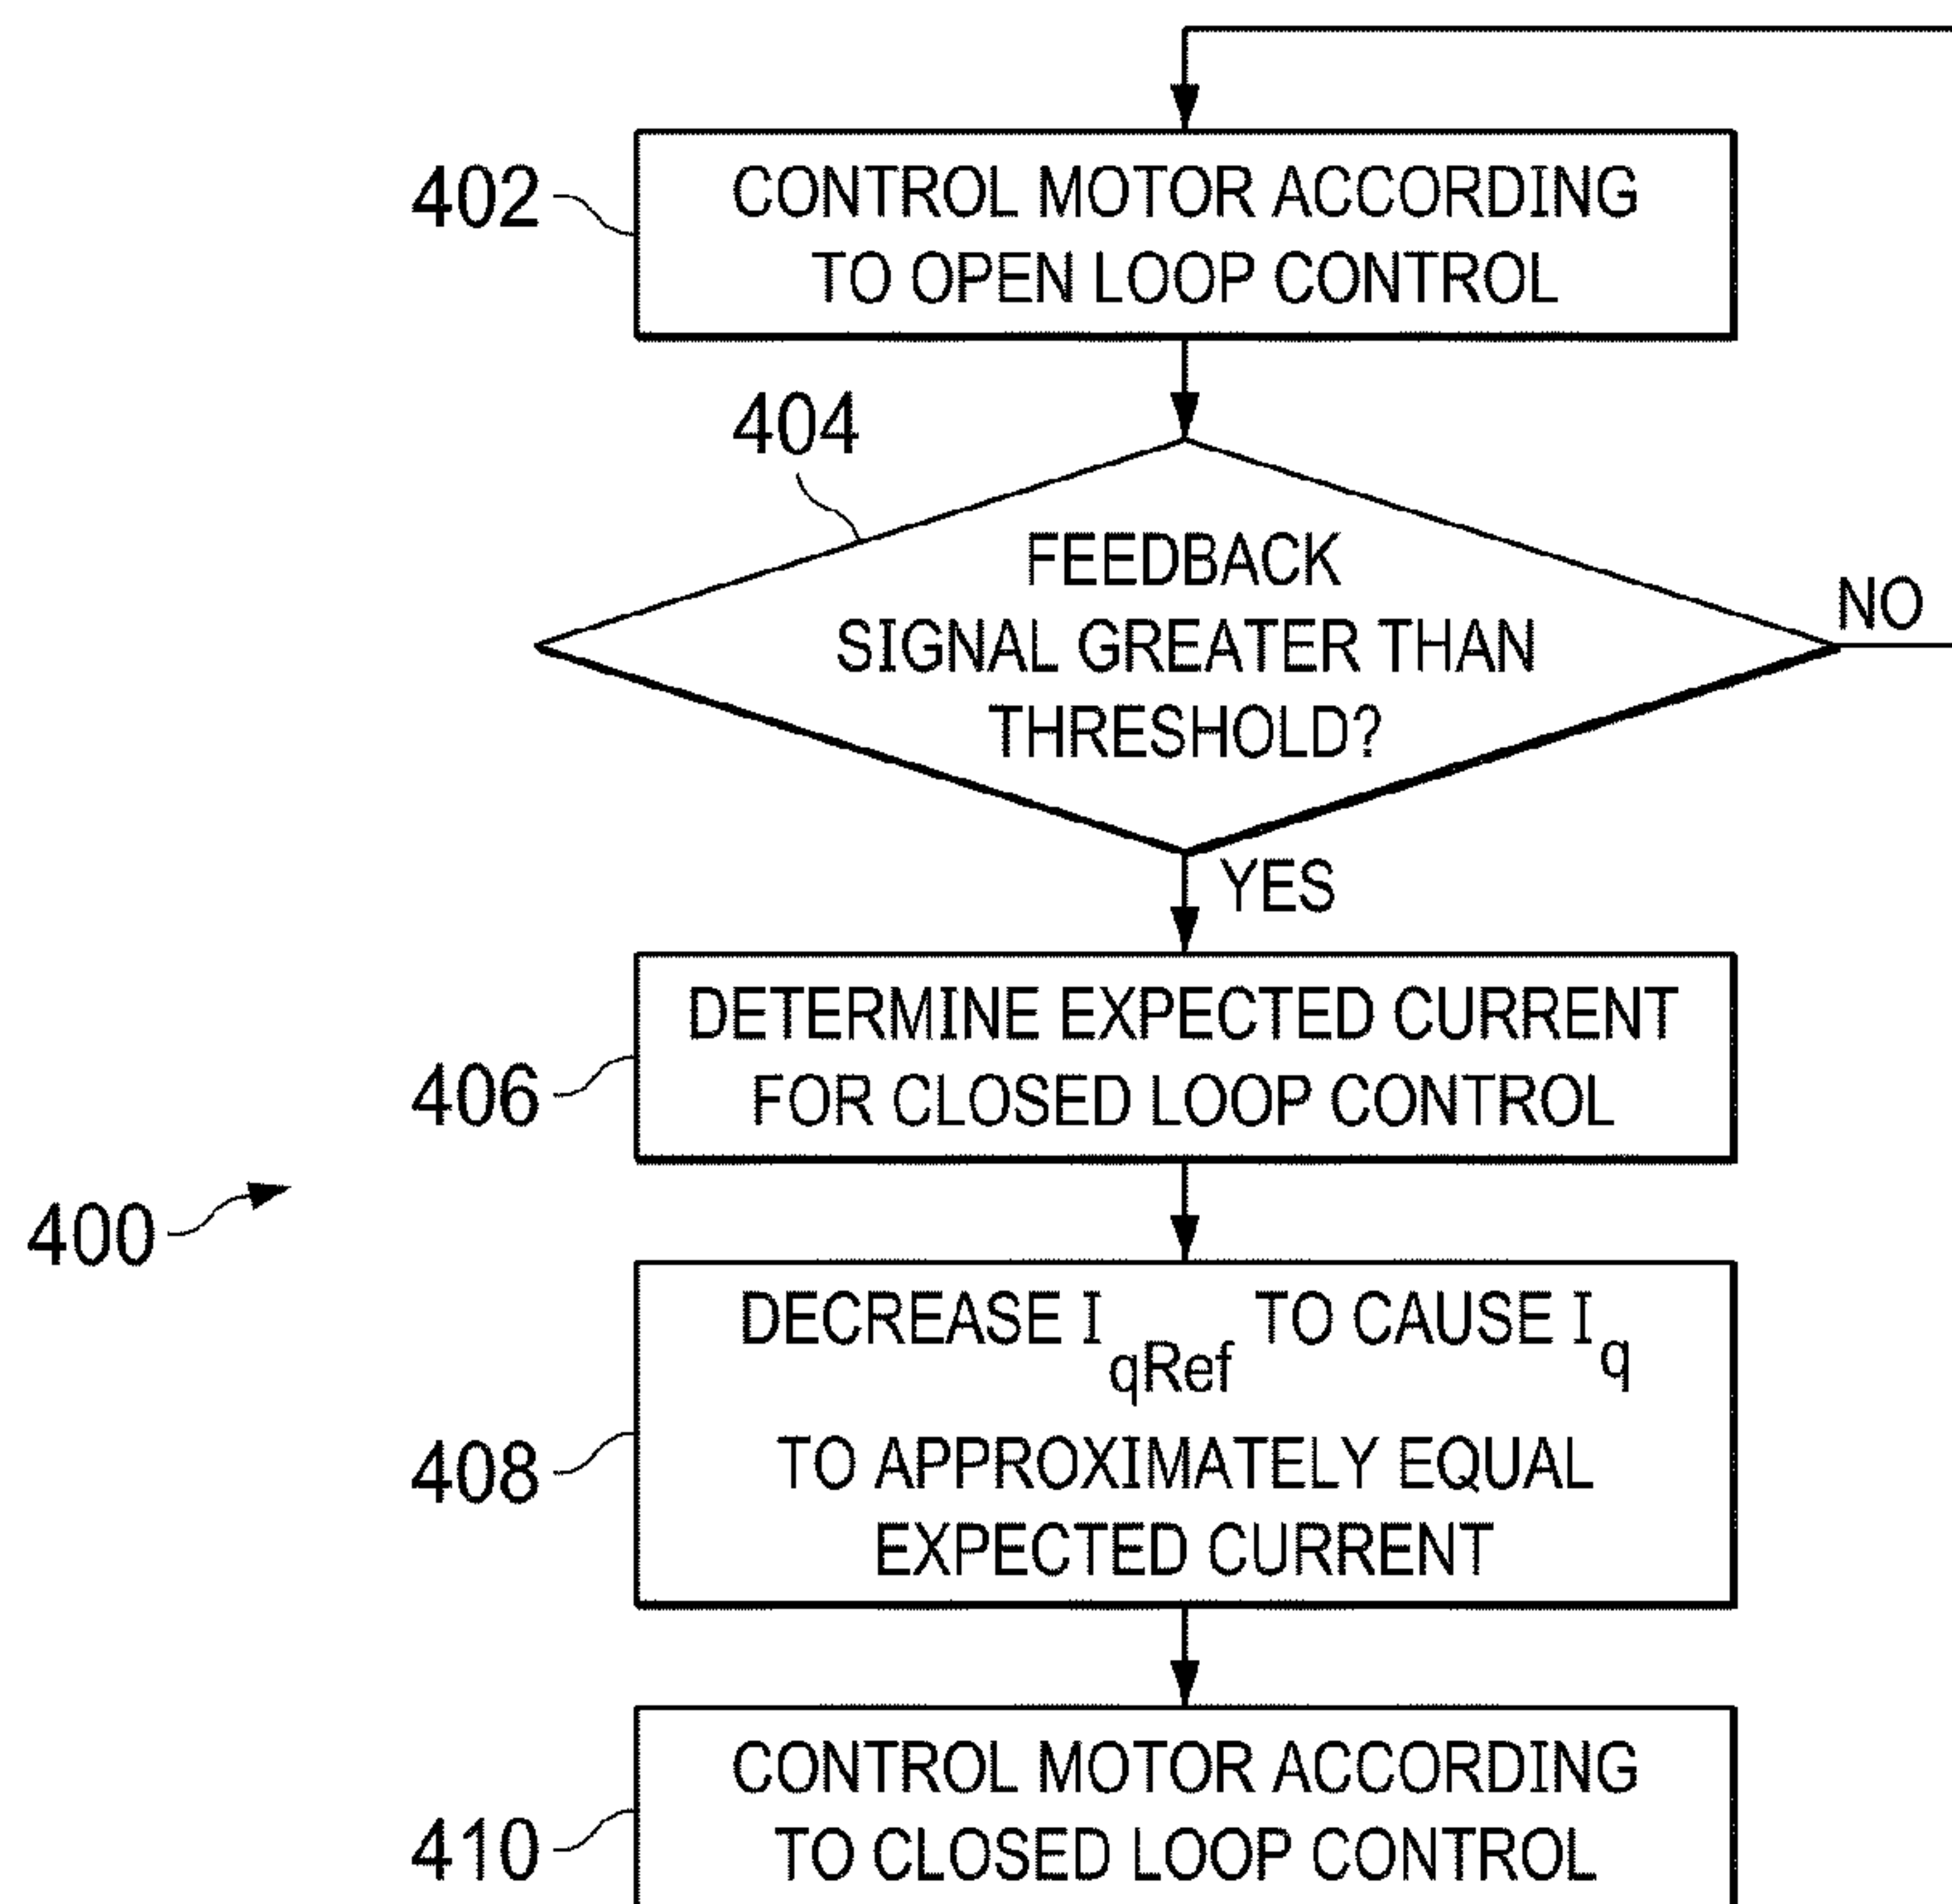 402
CONTROL MOTOR ACCORDING
TO OPEN LOOP CONTROL
404
FEEDBACK
SIGNAL GREATER THAN
THRESHOLD?
NO
YES
406
DETERMINE EXPECTED CURRENT
FOR CLOSED LOOP CONTROL
400
408
DECREASE I qRef TO CAUSE I q
TO APPROXIMATELY EQUAL
EXPECTED CURRENT
410
CONTROL MOTOR ACCORDING
TO CLOSED LOOP CONTROL